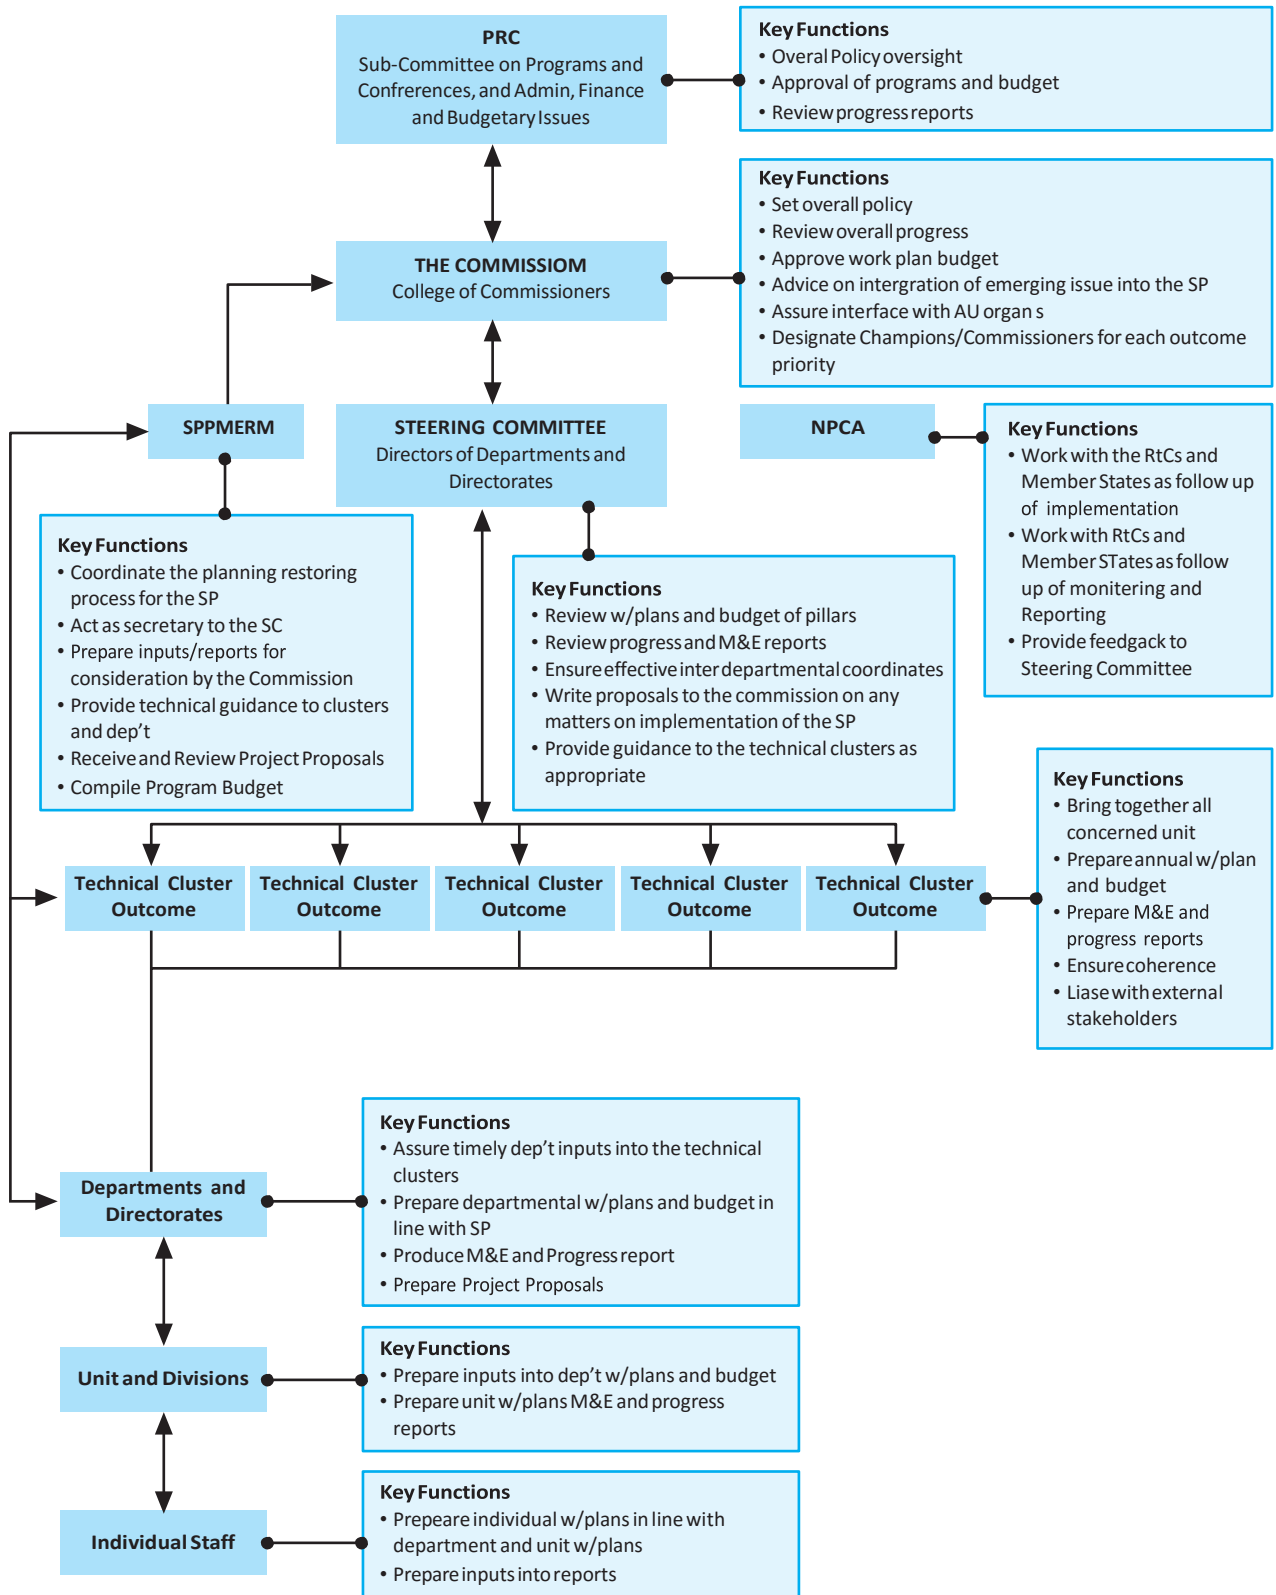 PRC
Sub-Committee on Programs and
Confrerences, and Admin, Finance
and Budgetary Issues
Key Functions
• Overal Policy oversight
• Approval of programs and budget
• Review progress reports
THE COMMISSIOM
College of Commissioners
Key Functions
• Set overall policy
• Review overall progress
• Approve work plan budget
• Advice on intergration of emerging issue into the SP
• Assure interface with AU organ s
• Designate Champions/Commissioners for each outcome
priority
SPPMERM
STEERING COMMITTEE
Directors of Departments and
Directorates
NPCA
Key Functions
• Work with the RtCs and
Member States as follow up
of implementation
• Work with RtCs and
Member STates as follow
up of monitering and
Reporting
• Provide feedgack to
Steering Committee
Key Functions
• Coordinate the planning restoring
process for the SP
• Act as secretary to the SC
• Prepare inputs/reports for
consideration by the Commission
• Provide technical guidance to clusters
and dep't
• Receive and Review Project Proposals
• Compile Program Budget
Key Functions
• Review w/plans and budget of pillars
• Review progress and M&E reports
• Ensure effective inter departmental coordinates
• Write proposals to the commission on any
matters on implementation of the SP
• Provide guidance to the technical clusters as
appropriate
Technical Cluster
Outcome
Technical Cluster
Outcome
Technical Cluster
Outcome
Technical Cluster
Outcome
Technical Cluster
Outcome
Key Functions
• Bring together all
concerned unit
• Prepare annual w/plan
and budget
• Prepare M&E and
progress reports
• Ensure coherence
• Liase with external
stakeholders
Departments and
Directorates
Key Functions
• Assure timely dep't inputs into the technical
clusters
• Prepare departmental w/plans and budget in
line with SP
• Produce M&E and Progress report
• Prepare Project Proposals
Unit and Divisions
Key Functions
• Prepare inputs into dep't w/plans and budget
• Prepare unit w/plans M&E and progress
reports
Individual Staff
Key Functions
• Prepeare individual w/plans in line with
department and unit w/plans
• Prepare inputs into reports